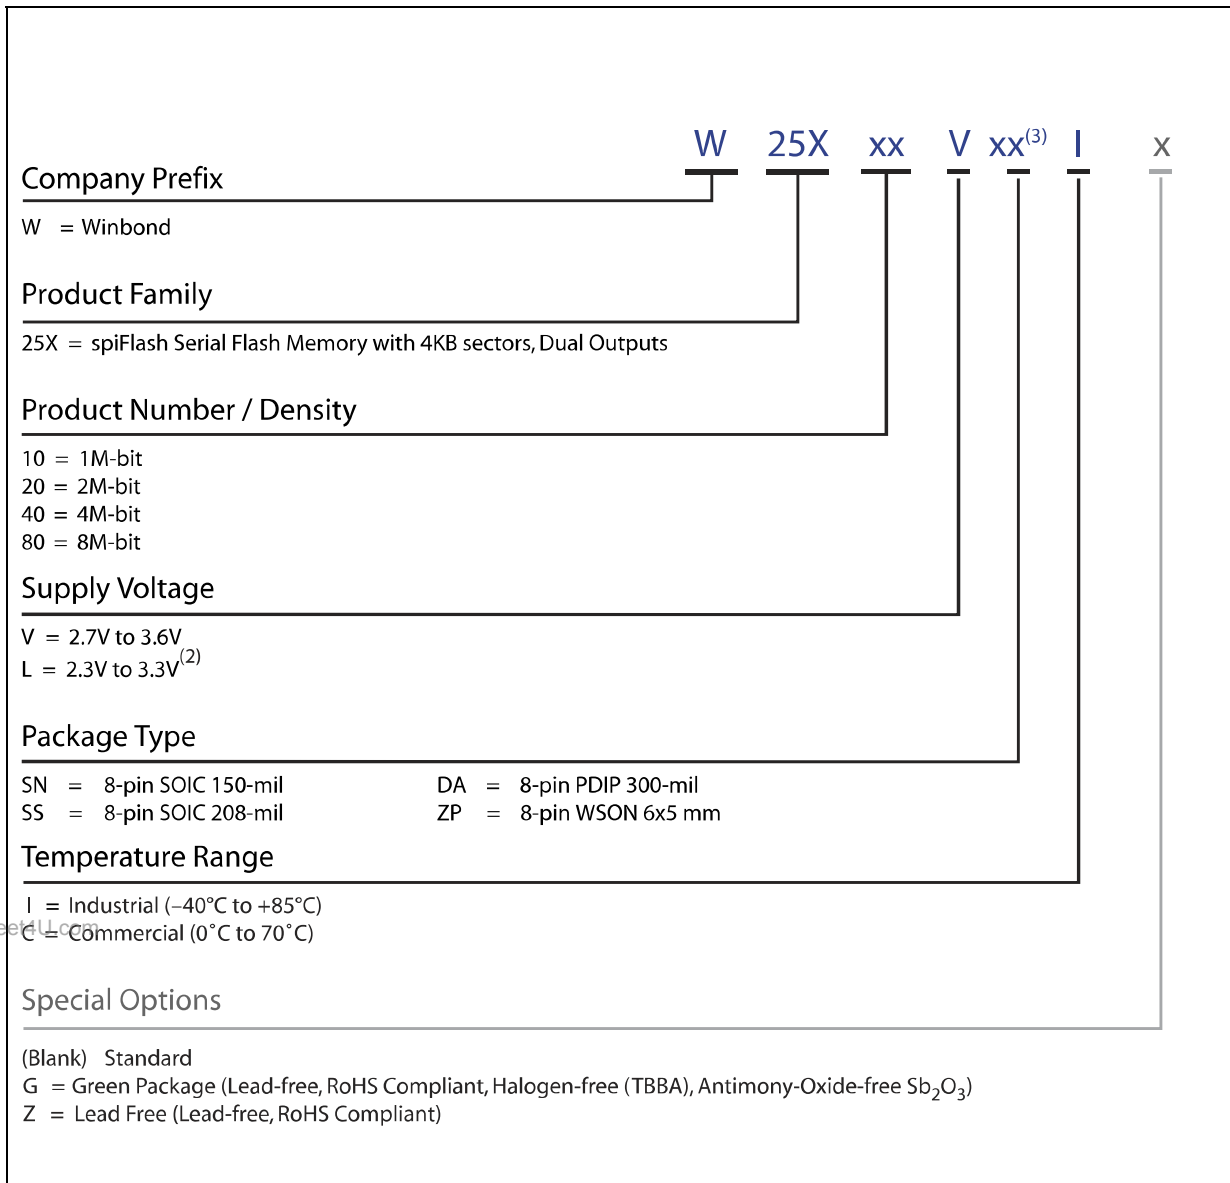 W 25X xx V xx(3) I x
Company Prefix
W = Winbond
Product Family
25X = spiFlash Serial Flash Memory with 4KB sectors, Dual Outputs
Product Number / Density
10 = 1M-bit
20 = 2M-bit
40 = 4M-bit
80 = 8M-bit
Supply Voltage
V = 2.7V to 3.6V
L = 2.3V to 3.3V(2)
Package Type
SN = 8-pin SOIC 150-mil DA = 8-pin PDIP 300-mil
SS = 8-pin SOIC 208-mil ZP = 8-pin WSON 6x5 mm
Temperature Range
I = Industrial (–40°C to +85°C)
eet4U.com
C = Commercial (0˚C to 70˚C)
Special Options
(Blank) Standard
G = Green Package (Lead-free, RoHS Compliant, Halogen-free (TBBA), Antimony-Oxide-free Sb2O3)
Z = Lead Free (Lead-free, RoHS Compliant)